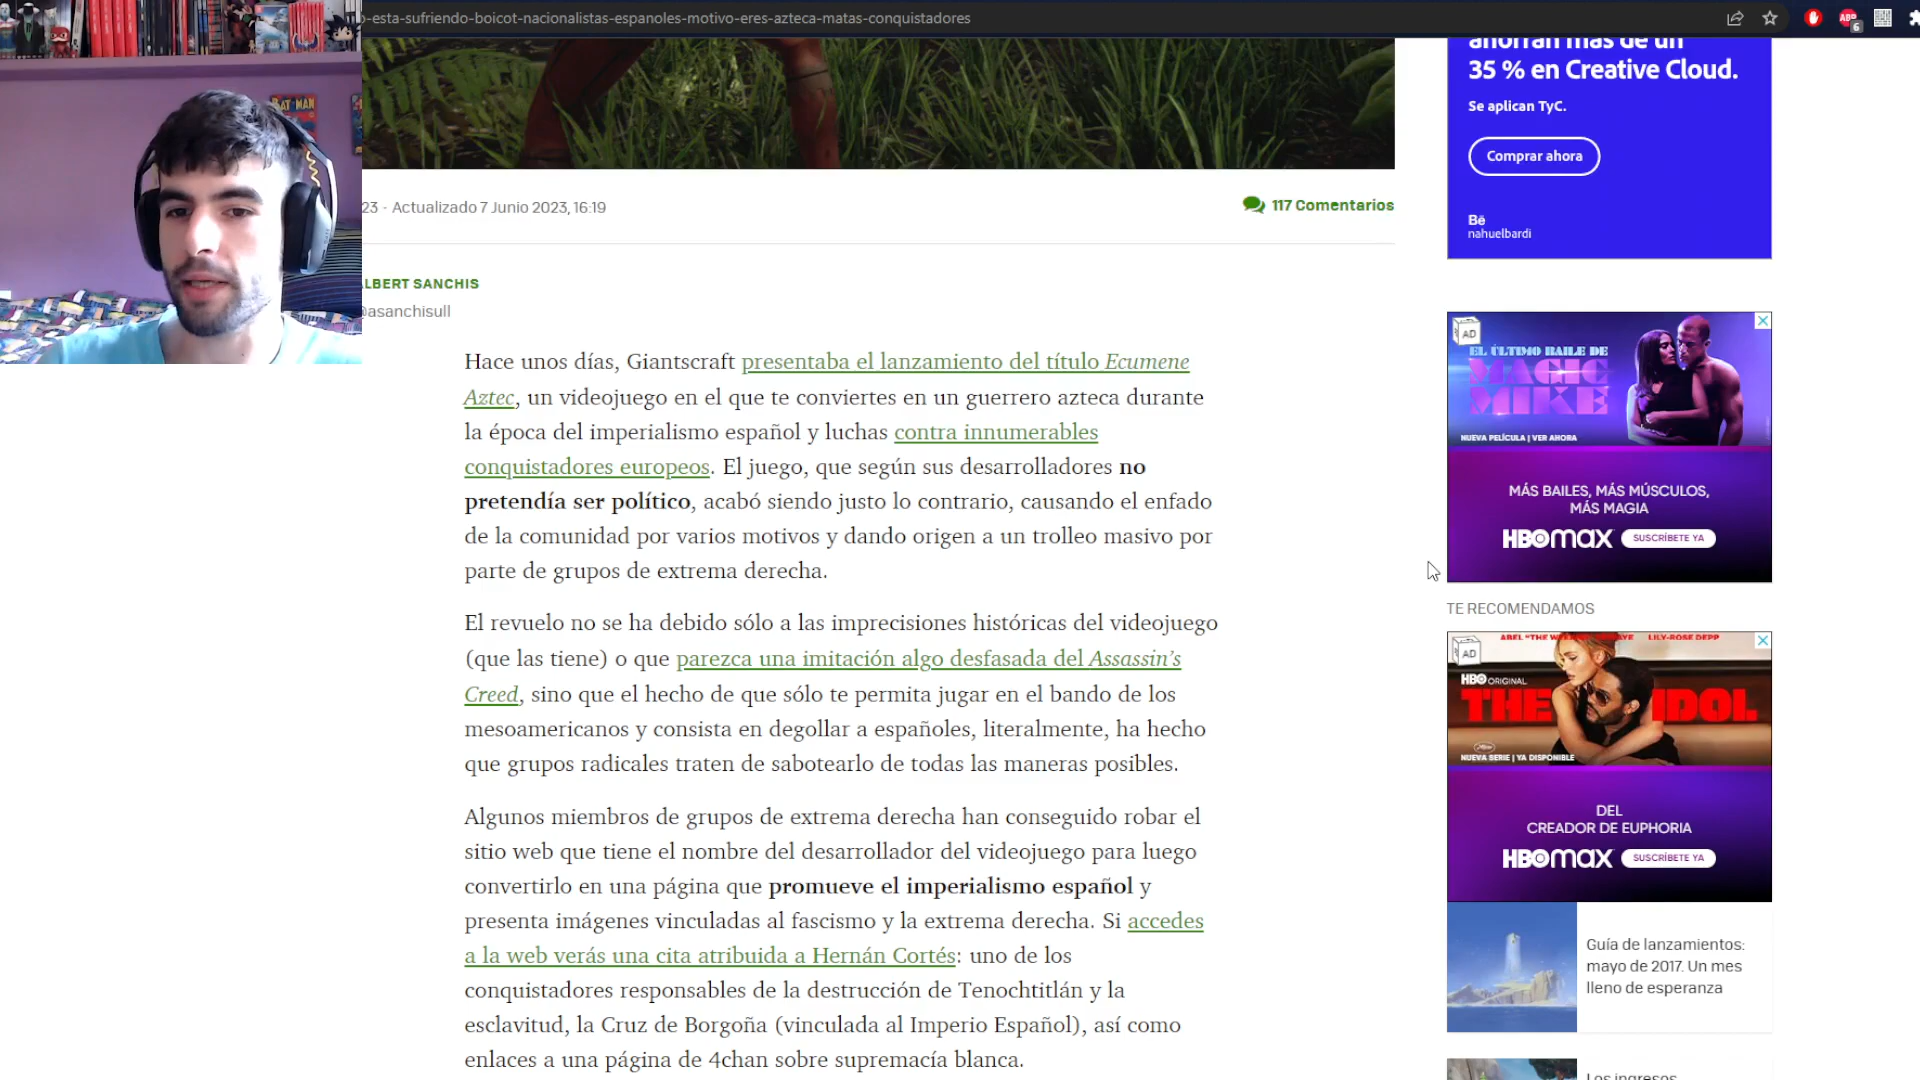 o-esta-sufriendo-boicot-nacionalistas-espanoles-motivo-eres-azteca-matas-conquistadores
ABP
6
BAT MAN
ahorran más de un
35 % en Creative Cloud.
Se aplican TyC.
Comprar ahora
Bē
nahuelbardi
23 - Actualizado 7 Junio 2023, 16:19
117 Comentarios
LBERT SANCHIS
@asanchisull
Hace unos días, Giantscraft presentaba el lanzamiento del título Ecumene
Aztec, un videojuego en el que te conviertes en un guerrero azteca durante
la época del imperialismo español y luchas contra innumerables
conquistadores europeos. El juego, que según sus desarrolladores no
pretendía ser político, acabó siendo justo lo contrario, causando el enfado
de la comunidad por varios motivos y dando origen a un trolleo masivo por
parte de grupos de extrema derecha.
El revuelo no se ha debido sólo a las imprecisiones históricas del videojuego
(que las tiene) o que parezca una imitación algo desfasada del Assassin's
Creed, sino que el hecho de que sólo te permita jugar en el bando de los
mesoamericanos y consista en degollar a españoles, literalmente, ha hecho
que grupos radicales traten de sabotearlo de todas las maneras posibles.
Algunos miembros de grupos de extrema derecha han conseguido robar el
sitio web que tiene el nombre del desarrollador del videojuego para luego
convertirlo en una página que promueve el imperialismo español y
presenta imágenes vinculadas al fascismo y la extrema derecha. Si accedes
a la web verás una cita atribuida a Hernán Cortés: uno de los
conquistadores responsables de la destrucción de Tenochtitlán y la
esclavitud, la Cruz de Borgoña (vinculada al Imperio Español), así como
enlaces a una página de 4chan sobre supremacía blanca.
AD
EL ÚLTIMO BAILE DE
MAGIC
MIKE
NUEVA PELÍCULA | VER AHORA
MÁS BAILES, MÁS MÚSCULOS,
MÁS MAGIA
HBOmax SUSCRÍBETE YA
TE RECOMENDAMOS
AD
LILY-ROSE DEPP
HBO ORIGINAL
THE IDOL
NUEVA SERIE | YA DISPONIBLE
DEL
CREADOR DE EUPHORIA
HBOmax SUSCRÍBETE YA
Guía de lanzamientos:
mayo de 2017. Un mes
lleno de esperanza
Los ingresos